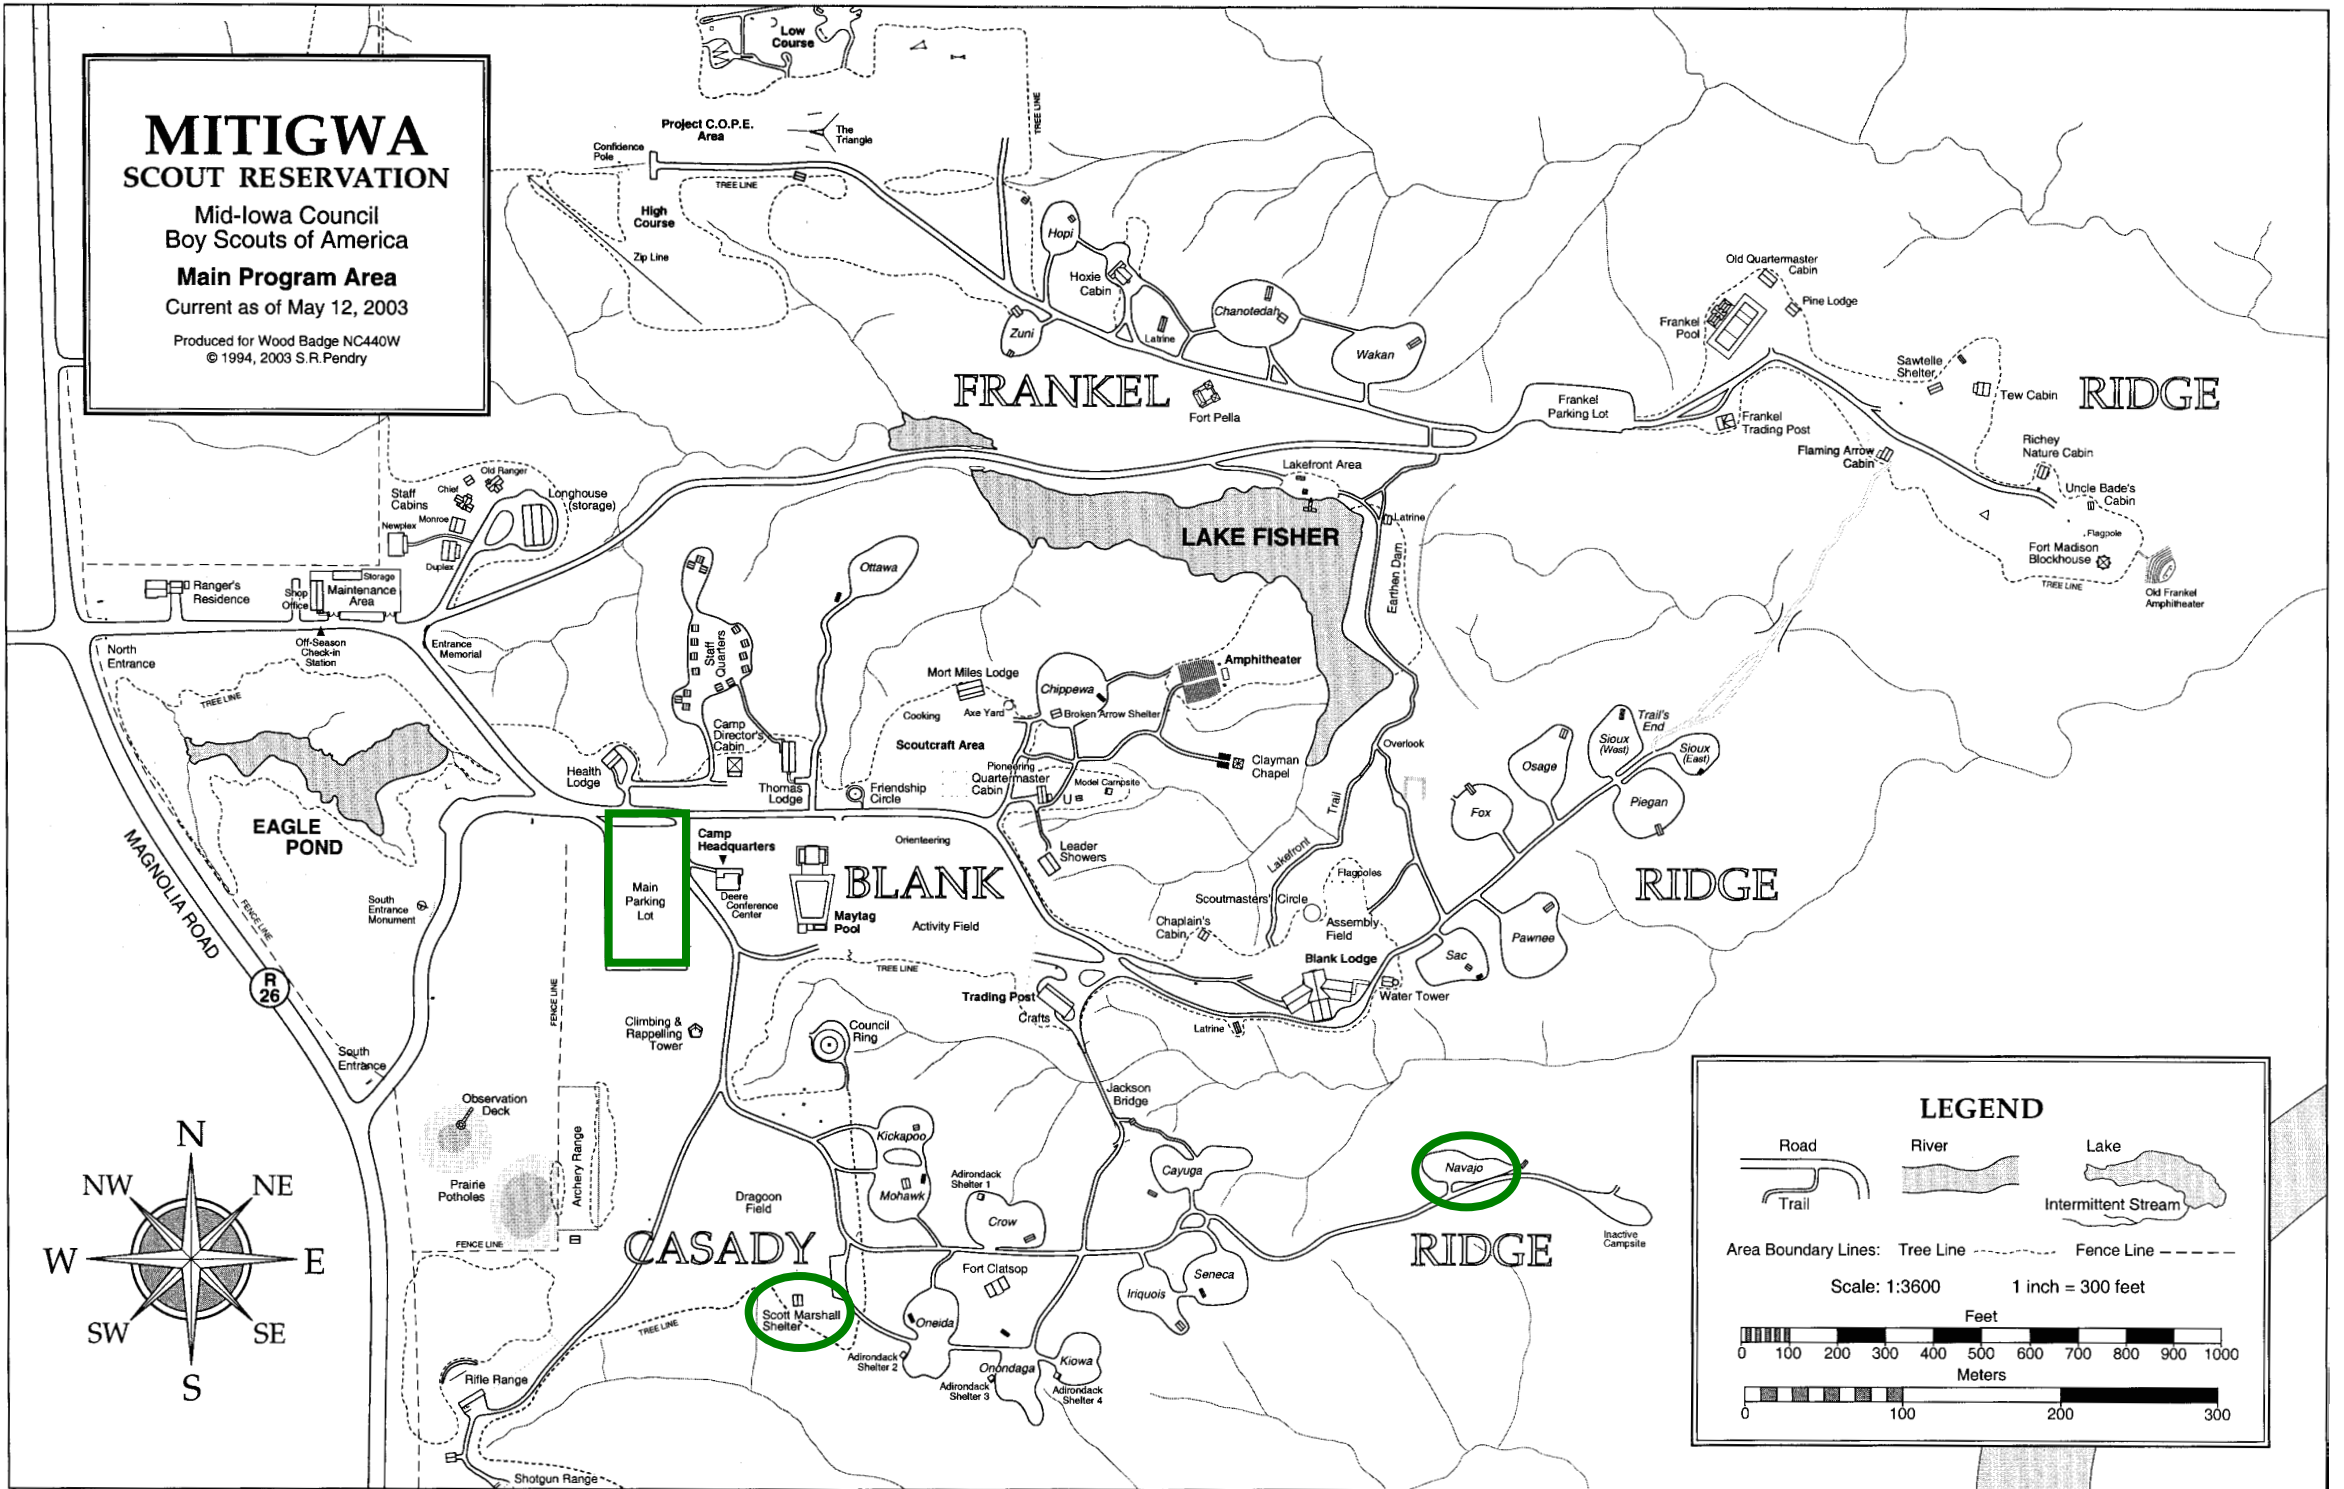 MITIGWA
SCOUT RESERVATION
Mid-Iowa Council
Boy Scouts of America
Main Program Area
Current as of May 12, 2003
Produced for Wood Badge NC440W
© 1994, 2003 S.R.Pendry
Low
Course
Project C.O.P.E.
Area
The
Triangle
Confidence
Pole
TREE LINE
TREE LINE
High
Course
Zip Line
Hopi
Hoxie
Cabin
Zuni
Latrine
Chanotedah
Wakan
FRANKEL
Fort Pella
Frankel
Parking Lot
Old Quartermaster
Cabin
Pine Lodge
Frankel
Pool
Frankel
Trading Post
Sawtelle
Shelter
Tew Cabin
RIDGE
Flaming Arrow
Cabin
Richey
Nature Cabin
Uncle Bade's
Cabin
Flagpole
Fort Madison
Blockhouse
TREE LINE
Old Frankel
Amphitheater
Lakefront Area
LAKE FISHER
Latrine
Earthen Dam
Old Ranger
Chief
Staff
Cabins
Monroe
Newplex
Duplex
Longhouse
(storage)
Ranger's
Residence
Shop
Office
Storage
Maintenance
Area
Off-Season
Check-in
Station
Entrance
Memorial
North
Entrance
TREE LINE
EAGLE
POND
MAGNOLIA ROAD
FENCE LINE
R
26
South
Entrance
Monument
South
Entrance
Ottawa
Staff
Quarters
Camp
Director's
Cabin
Health
Lodge
Thomas
Lodge
Friendship
Circle
Mort Miles Lodge
Cooking
Axe Yard
Scoutcraft Area
Chippewa
Broken Arrow Shelter
Amphitheater
Pioneering
Quartermaster
Cabin
Model Campsite
Clayman
Chapel
Leader
Showers
Overlook
Lakefront
Trail
Osage
Trail's
End
Sioux
(West)
Sioux
(East)
Fox
Piegan
RIDGE
Pawnee
Sac
Flagpoles
Scoutmasters' Circle
Assembly
Field
Chaplain's
Cabin
Blank Lodge
Water Tower
Latrine
Main
Parking
Lot
Camp
Headquarters
Deere
Conference
Center
Maytag
Pool
Orienteering
BLANK
Activity Field
TREE LINE
Trading Post
Crafts
FENCE LINE
Climbing &
Rappelling
Tower
Council
Ring
Jackson
Bridge
Observation
Deck
Prairie
Potholes
Archery Range
FENCE LINE
Dragoon
Field
CASADY
Kickapoo
Mohawk
Adirondack
Shelter 1
Crow
Cayuga
Navajo
RIDGE
Inactive
Campsite
Scott Marshall
Shelter
Fort Clatsop
Iriquois
Seneca
Oneida
Adirondack
Shelter 2
Onondaga
Kiowa
Adirondack
Shelter 3
Adirondack
Shelter 4
TREE LINE
Rifle Range
Shotgun Range
N
NW
NE
W
E
SW
SE
S
LEGEND
Road
River
Lake
Trail
Intermittent Stream
Area Boundary Lines: Tree Line Fence Line
Scale: 1:3600 1 inch = 300 feet
Feet
0 100 200 300 400 500 600 700 800 900 1000
Meters
0 100 200 300